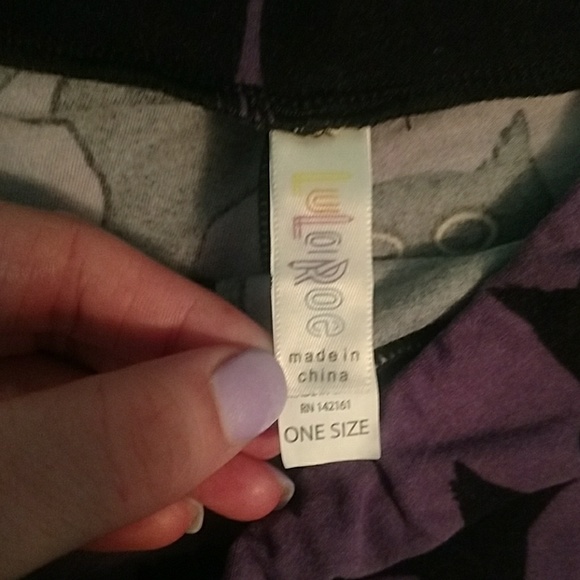 LuLaRoe
made in
china
RN 142161
ONE SIZE